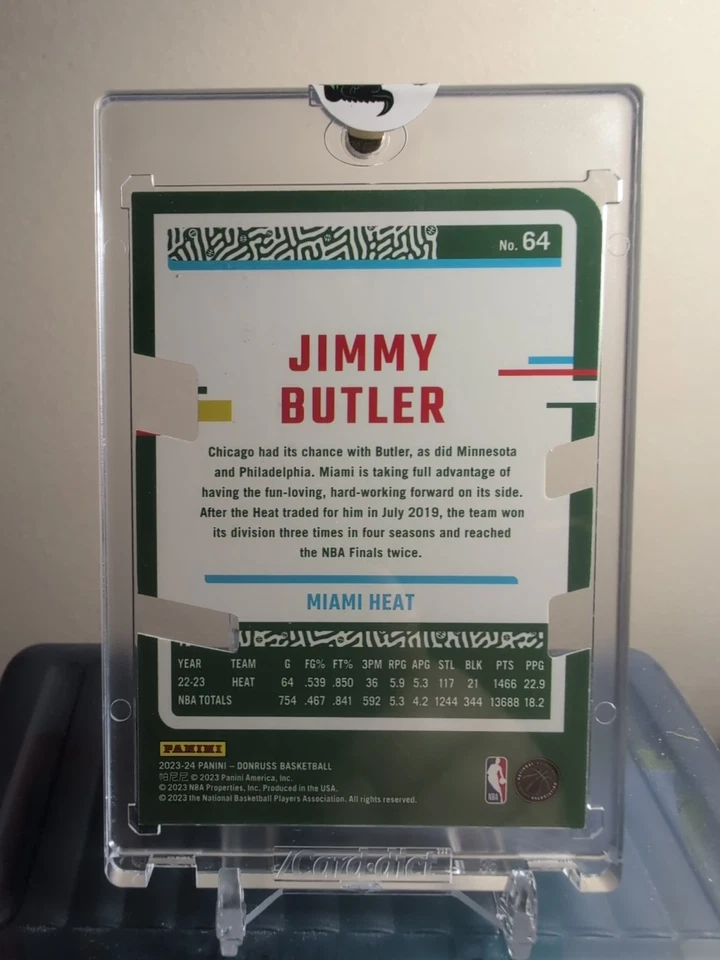 No. 64
JIMMY
BUTLER
Chicago had its chance with Butler, as did Minnesota
and Philadelphia. Miami is taking full advantage of
having the fun-loving, hard-working forward on its side.
After the Heat traded for him in July 2019, the team won
its division three times in four seasons and reached
the NBA Finals twice.
MIAMI HEAT
YEAR TEAM G FG% FT% 3PM RPG APG STL BLK PTS PPG
22-23 HEAT 64 .539 .850 36 5.9 5.3 117 21 1466 22.9
NBA TOTALS 754 .467 .841 592 5.3 4.2 1244 344 13688 18.2
PANINI
2023-24 PANINI – DONRUSS BASKETBALL
帕尼尼 © 2023 Panini America, Inc.
© 2023 NBA Properties, Inc. Produced in the USA.
© 2023 the National Basketball Players Association. All rights reserved.
NBA